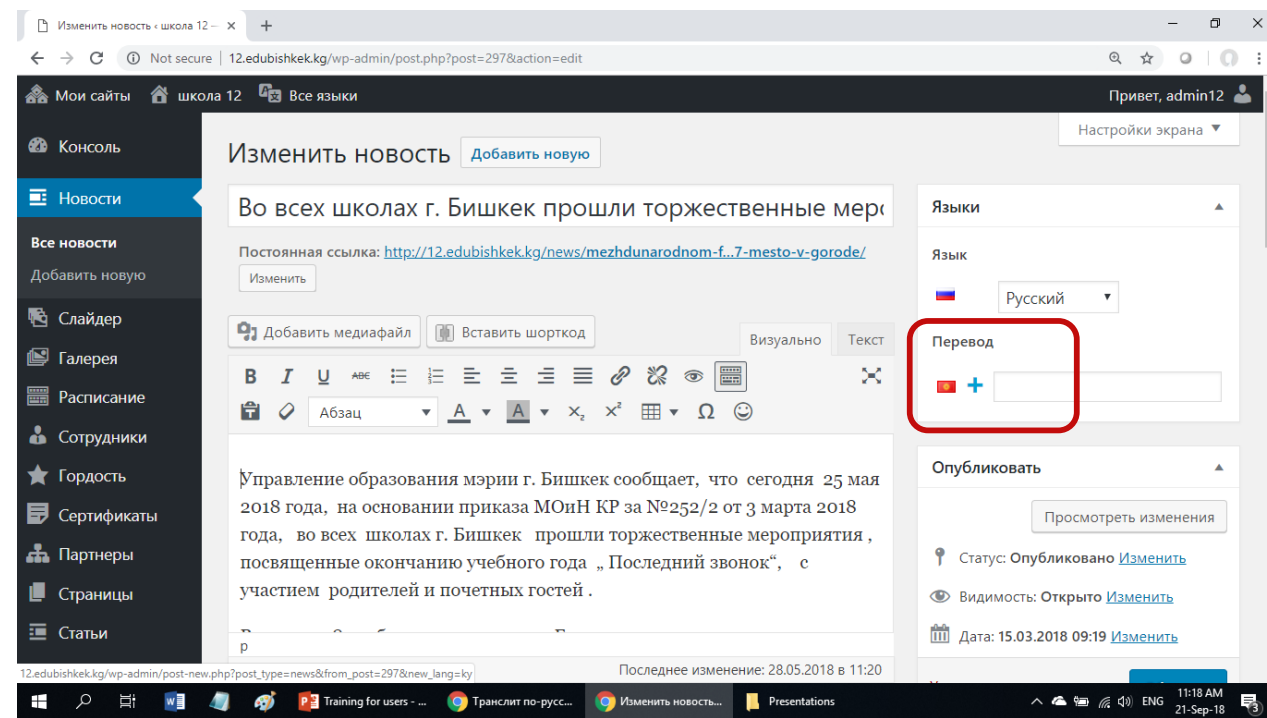 Изменить новость ‹ школа 12 —
Not secure | 12.edubishkek.kg/wp-admin/post.php?post=297&action=edit
Мои сайты школа 12 Все языки Привет, admin12
Настройки экрана
Консоль
Новости
Все новости
Добавить новую
Слайдер
Галерея
Расписание
Сотрудники
Гордость
Сертификаты
Партнеры
Страницы
Статьи
Изменить новость Добавить новую
Во всех школах г. Бишкек прошли торжественные
Постоянная ссылка: http://12.edubishkek.kg/news/mezhdunarodnom-f...7-mesto-v-gorode/
Изменить
Добавить медиафайл Вставить шорткод
Визуально Текст
B I U ABC
Абзац A A X₂ X² Ω
Управление образования мэрии г. Бишкек сообщает, что сегодня 25 мая
2018 года, на основании приказа МОиН КР за №252/2 от 3 марта 2018
года, во всех школах г. Бишкек прошли торжественные мероприятия ,
посвященные окончанию учебного года „ Последний звонок“, с
участием родителей и почетных гостей .
p
Последнее изменение: 28.05.2018 в 11:20
Языки
Язык
Русский
Перевод
Опубликовать
Просмотреть изменения
Статус: Опубликовано Изменить
Видимость: Открыто Изменить
Дата: 15.03.2018 09:19 Изменить
12.edubishkek.kg/wp-admin/post-new.php?post_type=news&from_post=297&new_lang=ky
Training for users - ... Транслит по-русс... Изменить новость... Presentations
ENG
11:18 AM
21-Sep-18
3